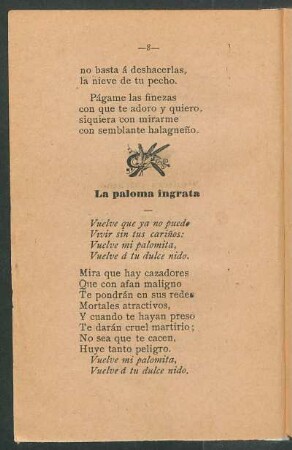 —8—
no basta á deshacerlas,
la nieve de tu pecho.
Págame las finezas
con que te adoro y quiero,
siquiera con mirarme
con semblante halagneño.
La paloma ingrata
Vuelve que ya no puedo
Vivir sin tus cariños;
Vuelve mi palomita,
Vuelve á tu dulce nido.
Mira que hay cazadores
Que con afan maligno
Te pondrán en sus redes
Mortales atractivos,
Y cuando te hayan preso
Te darán cruel martirio;
No sea que te cacen,
Huye tanto peligro.
Vuelve mi palomita,
Vuelve á tu dulce nido.